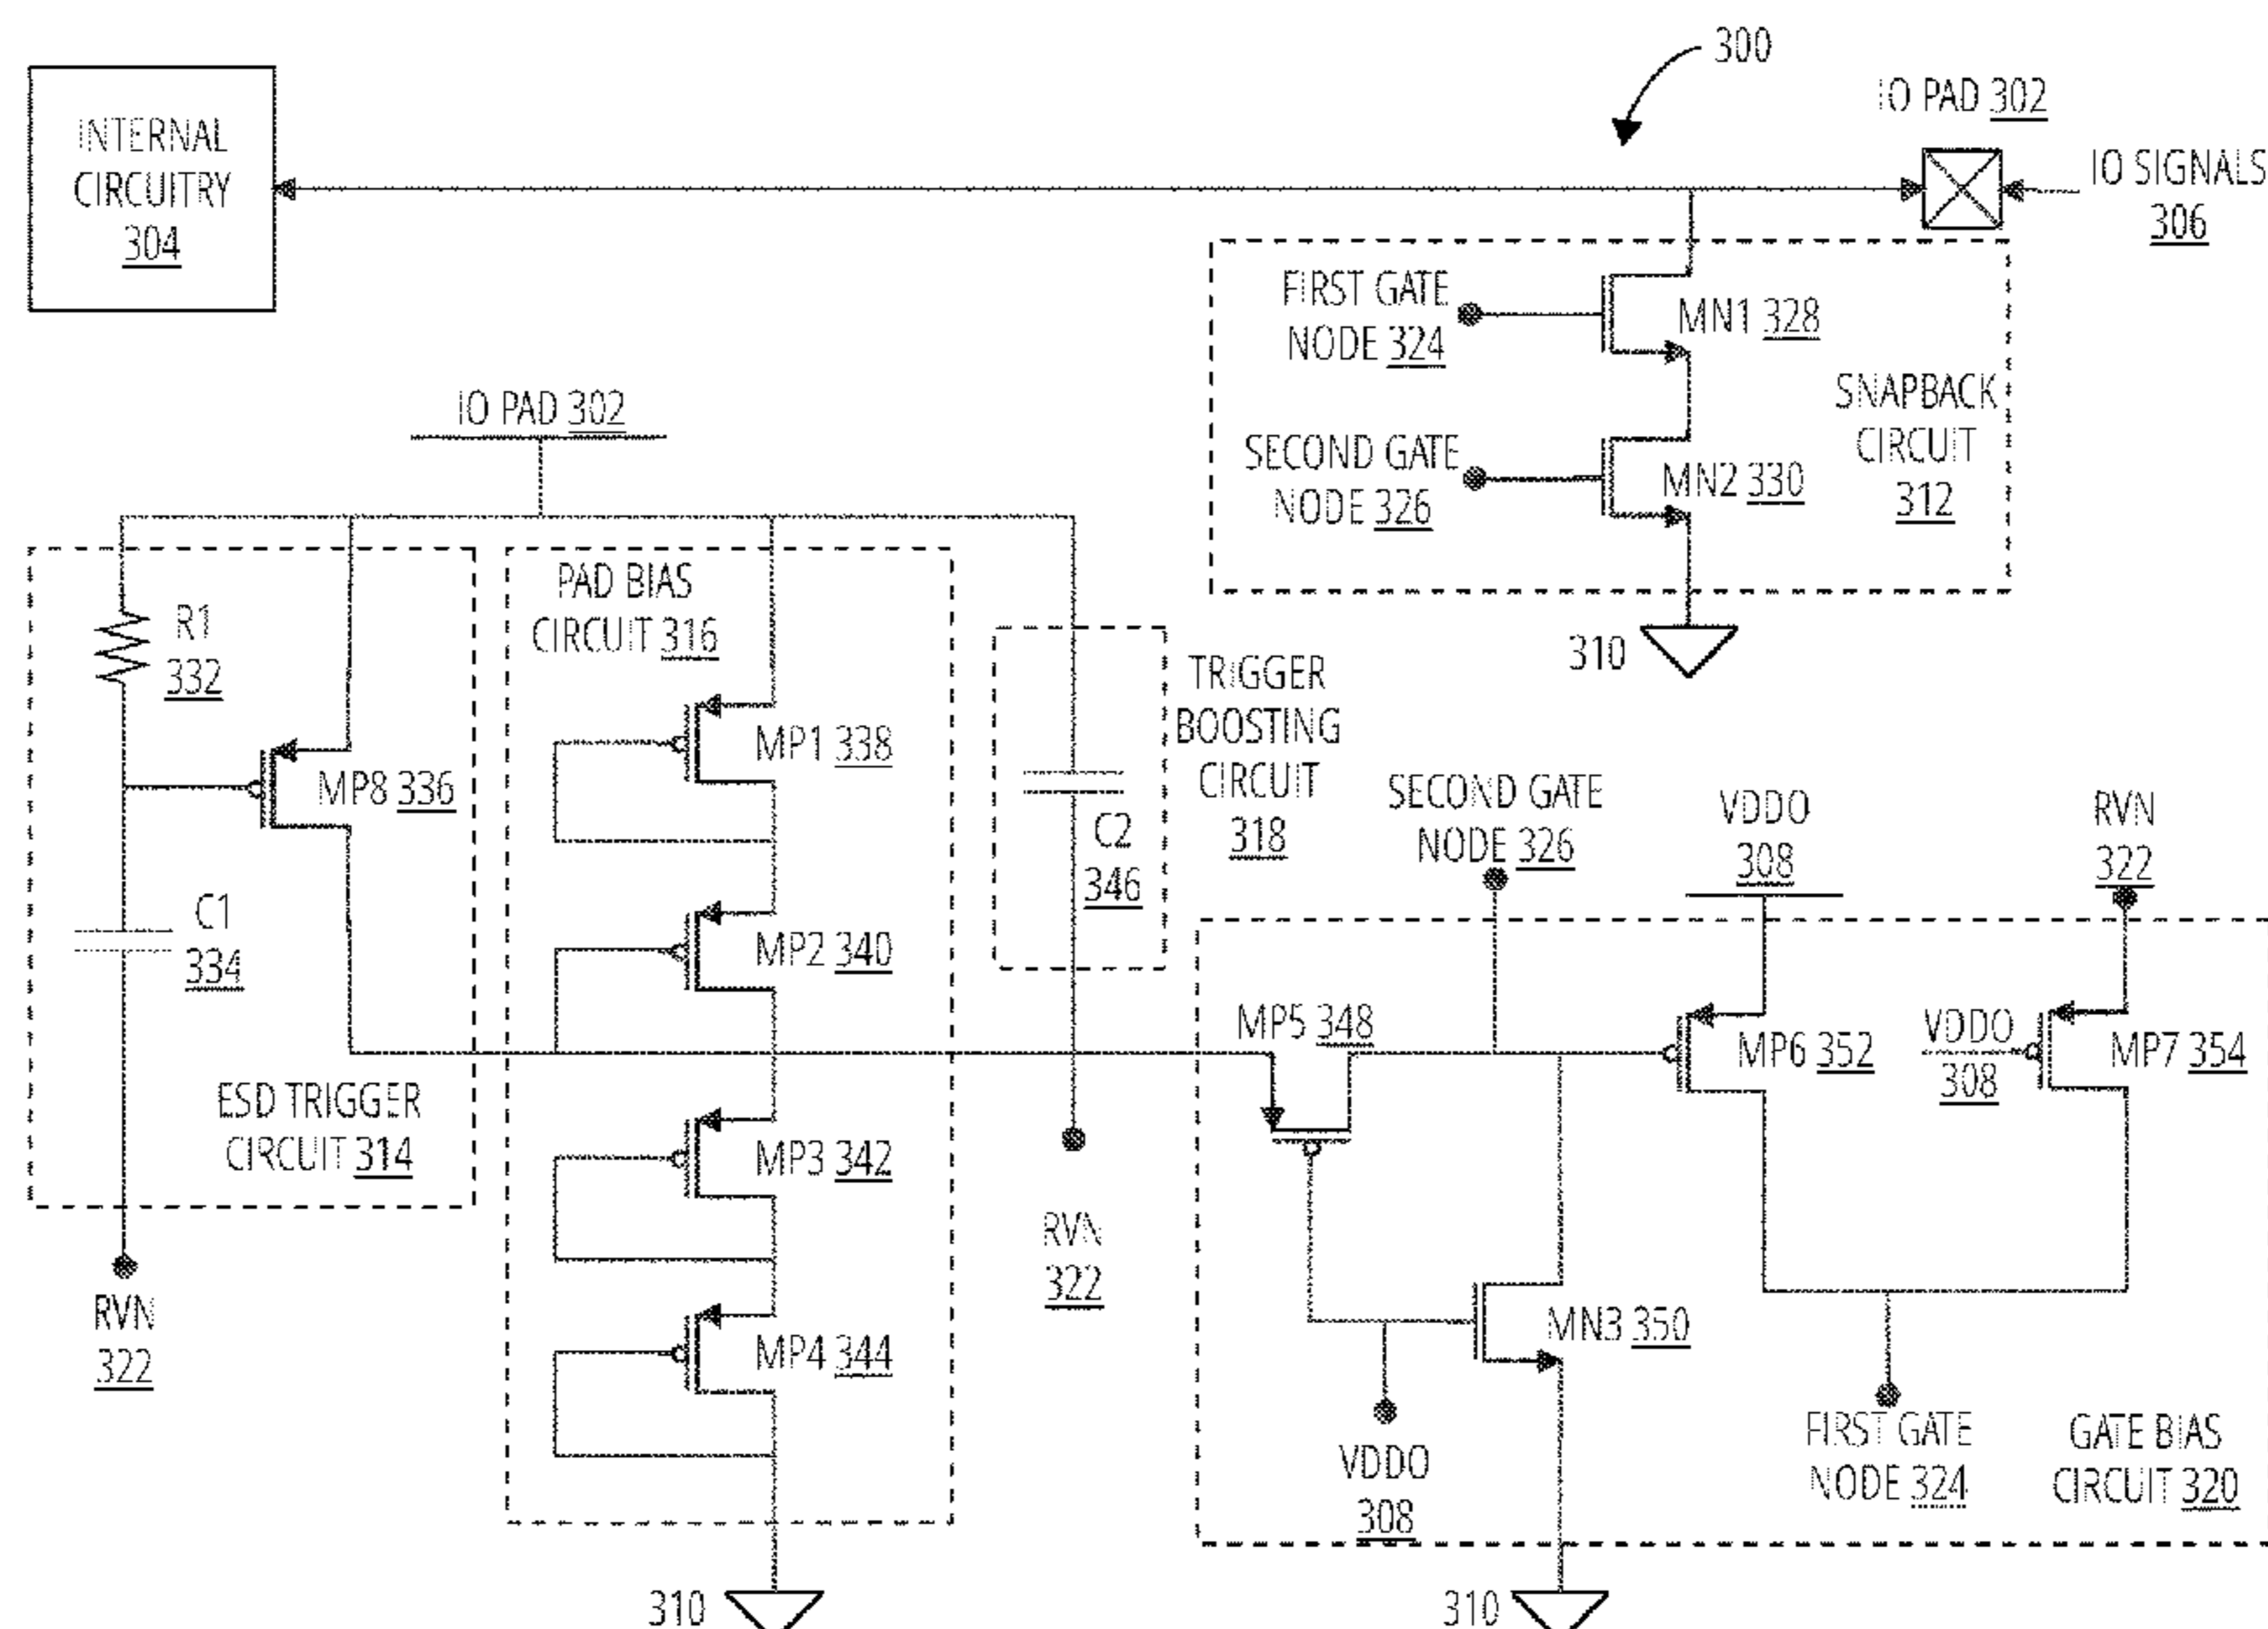 300
IO PAD 302
INTERNAL
CIRCUITRY
304
IO SIGNALS
306
FIRST GATE
NODE 324
MN1 328
SNAPBACK
CIRCUIT
312
IO PAD 302
SECOND GATE
NODE 326
MN2 330
310
PAD BIAS
CIRCUIT 316
R1
332
MP8 336
MP1 338
TRIGGER
BOOSTING
CIRCUIT
318
C2
346
SECOND GATE
NODE 326
VDDO
308
RVN
322
C1
334
MP2 340
MP5 348
MP6 352
VDDO
308
MP7 354
ESD TRIGGER
CIRCUIT 314
MP3 342
RVN
322
RVN
322
MP4 344
MN3 350
VDDO
308
FIRST GATE
NODE 324
GATE BIAS
CIRCUIT 320
310
310